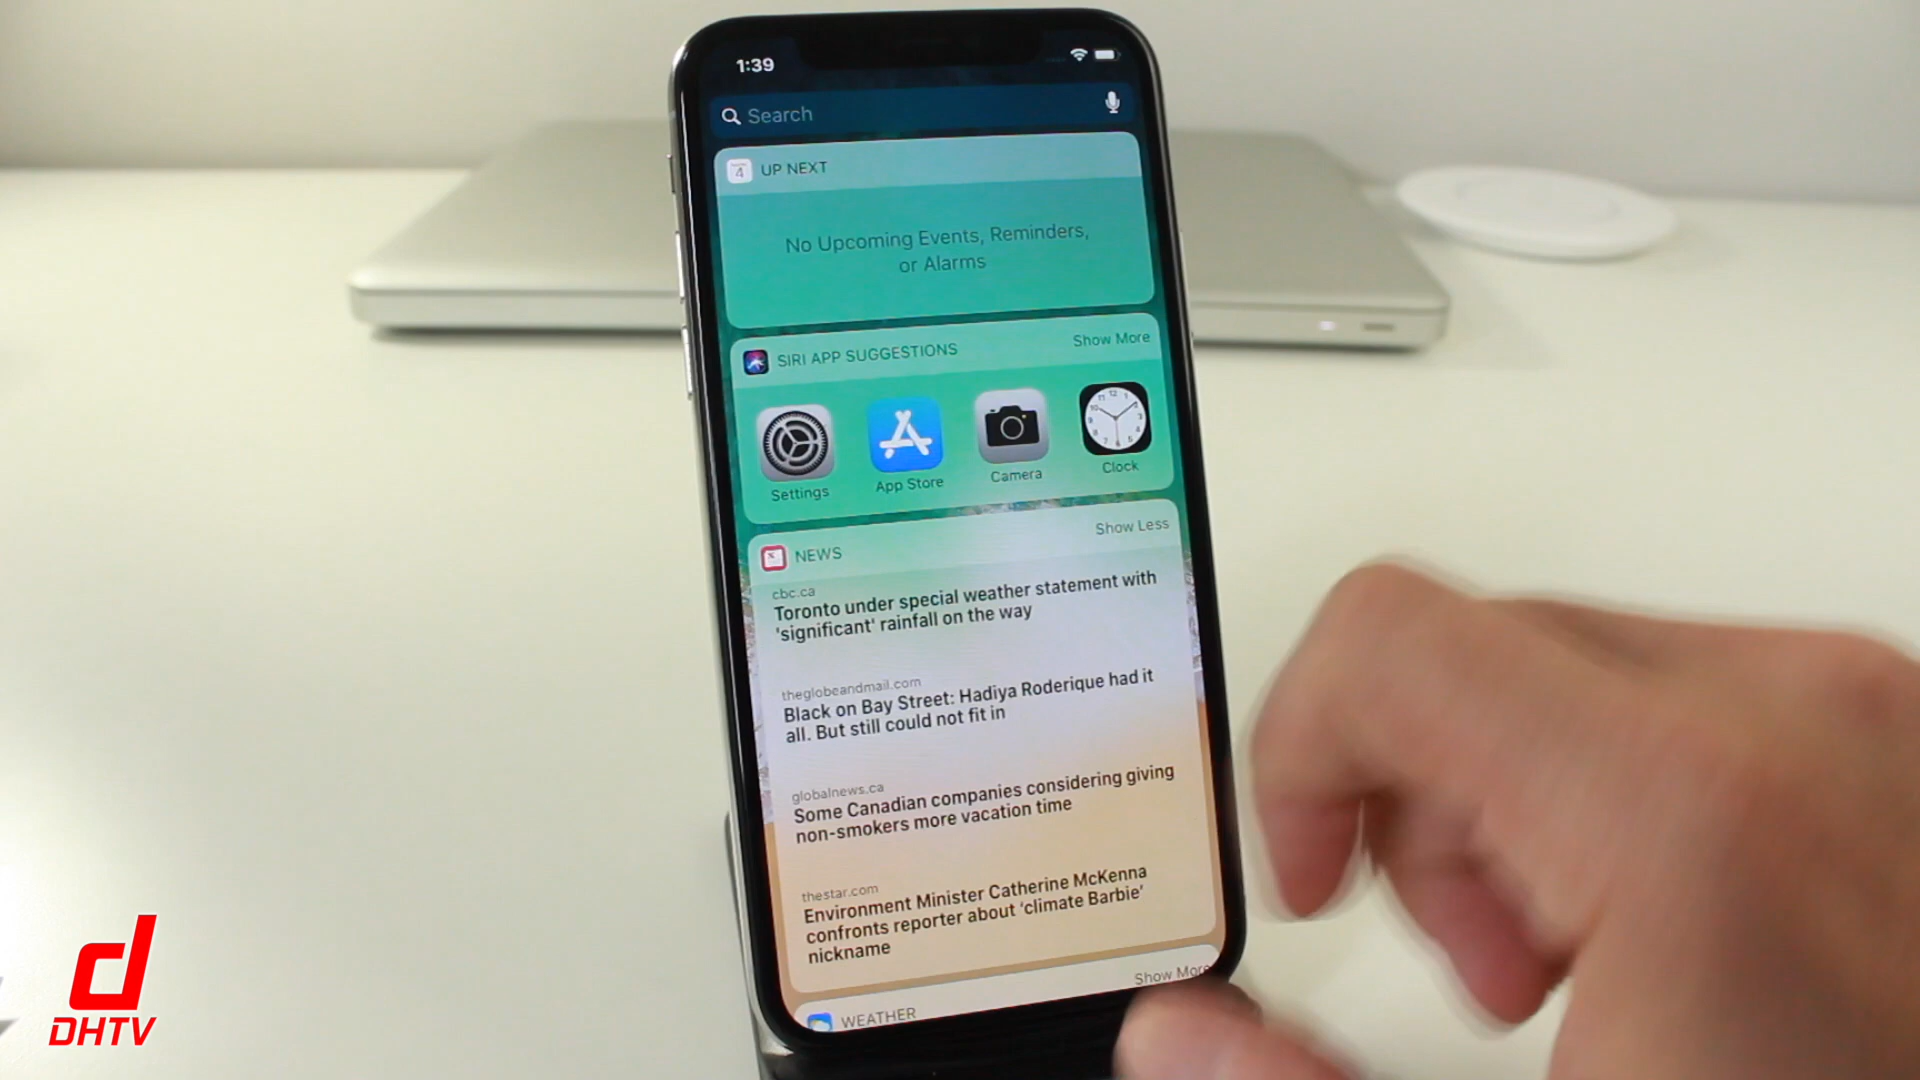 1:39
Search
4
UP NEXT
No Upcoming Events, Reminders,
or Alarms
SIRI APP SUGGESTIONS
Show More
Settings
App Store
Camera
Clock
NEWS
Show Less
cbc.ca
Toronto under special weather statement with
'significant' rainfall on the way
theglobeandmail.com
Black on Bay Street: Hadiya Roderique had it
all. But still could not fit in
globalnews.ca
Some Canadian companies considering giving
non-smokers more vacation time
thestar.com
Environment Minister Catherine McKenna
confronts reporter about ‘climate Barbie’
nickname
WEATHER
Show More
d
DHTV